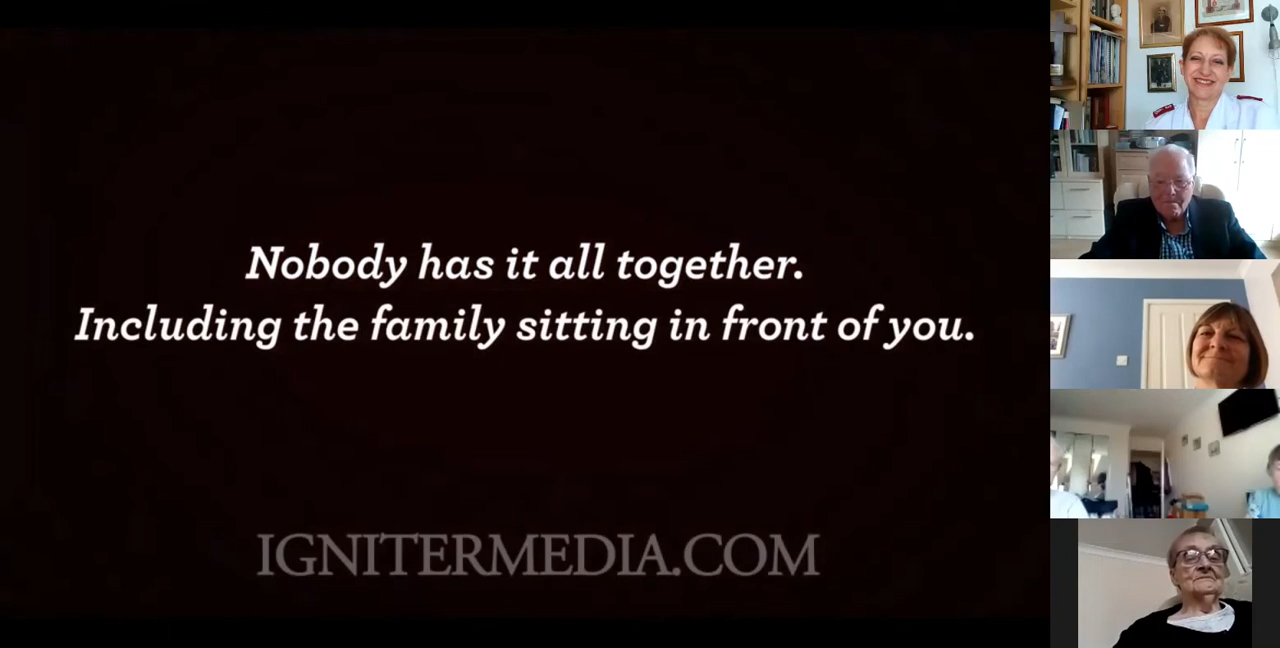 Nobody has it all together.
Including the family sitting in front of you.
IGNITERMEDIA.COM